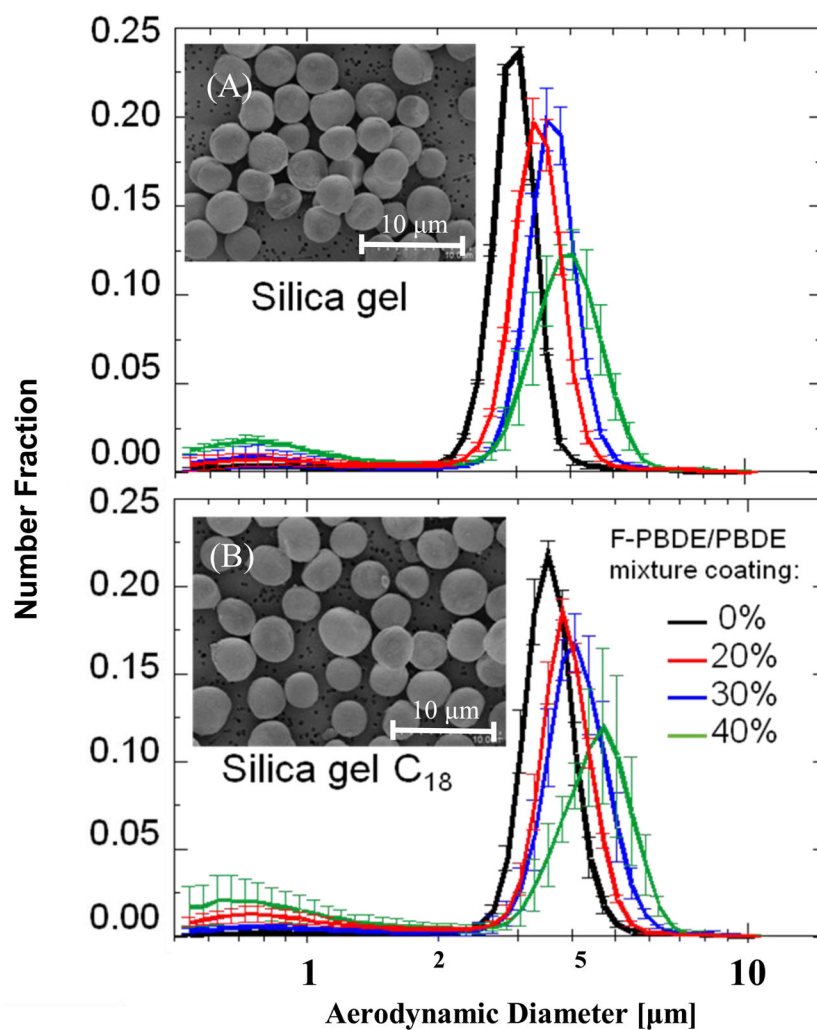 0.25
0.20
0.15
0.10
0.05
0.00
(A)
10 μm
Silica gel
Number Fraction
0.25
0.20
0.15
0.10
0.05
0.00
(B)
10 μm
Silica gel C18
F-PBDE/PBDE
mixture coating:
0%
20%
30%
40%
1 2 5 10
Aerodynamic Diameter [μm]